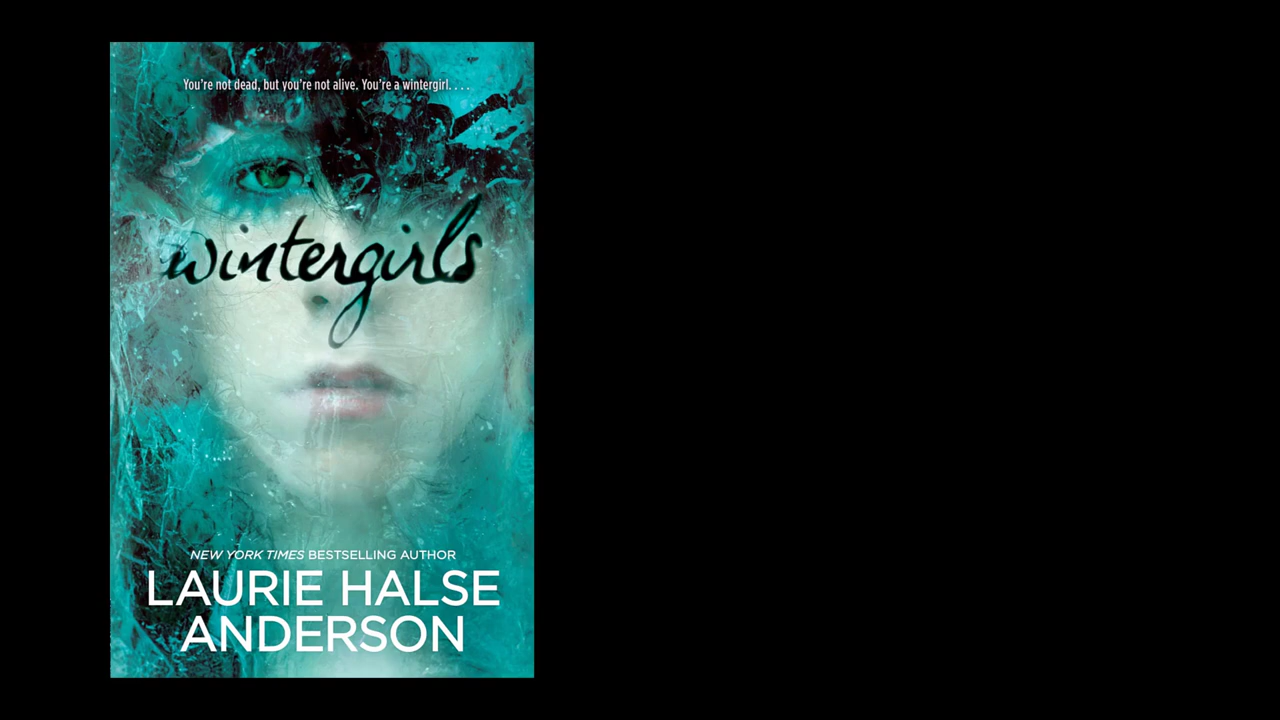 You're not dead, but you're not alive. You're a wintergirl. . . .
wintergirls
NEW YORK TIMES BESTSELLING AUTHOR
LAURIE HALSE
ANDERSON